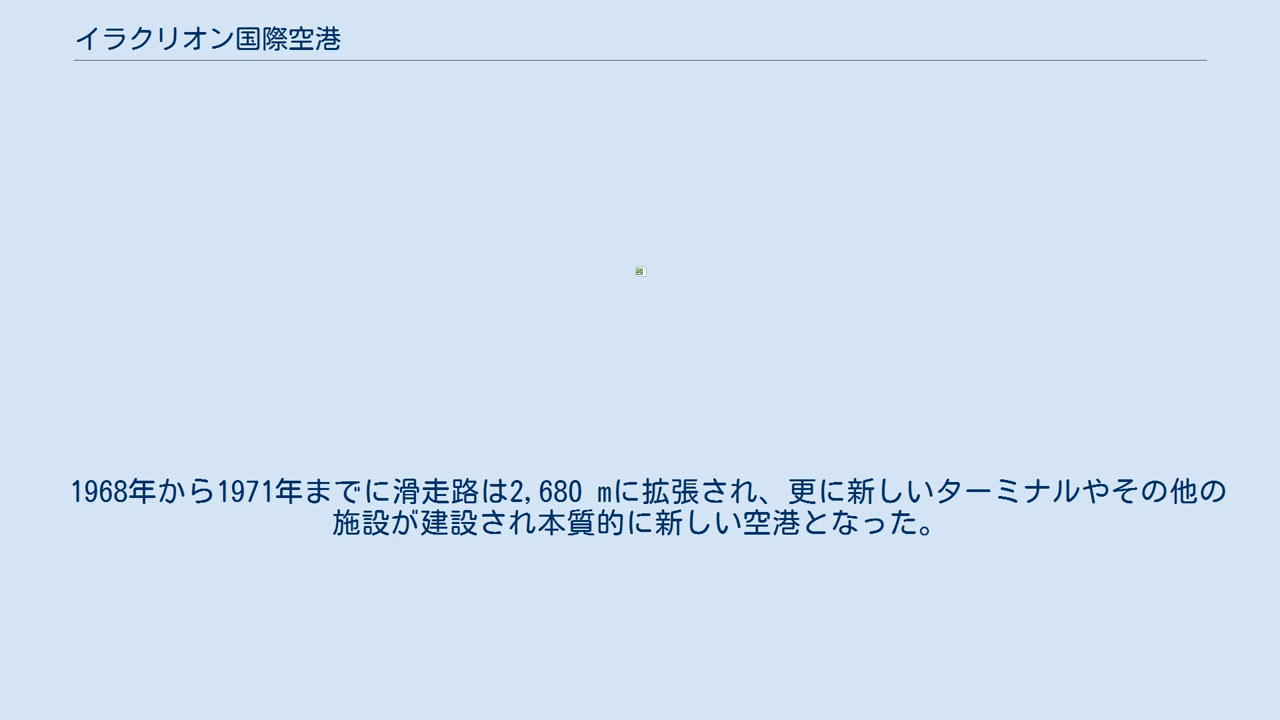 イラクリオン国際空港
1968年から1971年までに滑走路は2,680 mに拡張され、更に新しいターミナルやその他の
施設が建設され本質的に新しい空港となった。